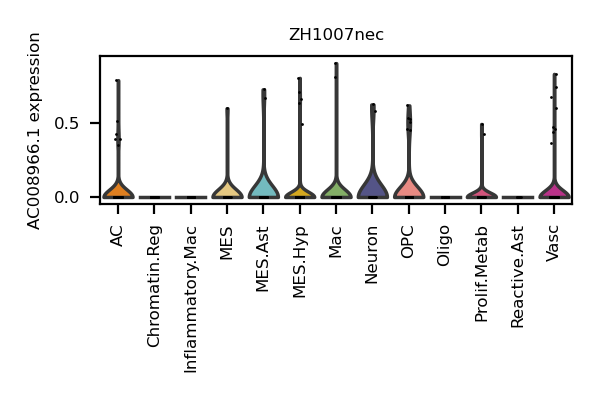 ZH1007nec
AC008966.1 expression
0.5
0.0
AC
Chromatin.Reg
Inflammatory.Mac
MES
MES.Ast
MES.Hyp
Mac
Neuron
OPC
Oligo
Prolif.Metab
Reactive.Ast
Vasc